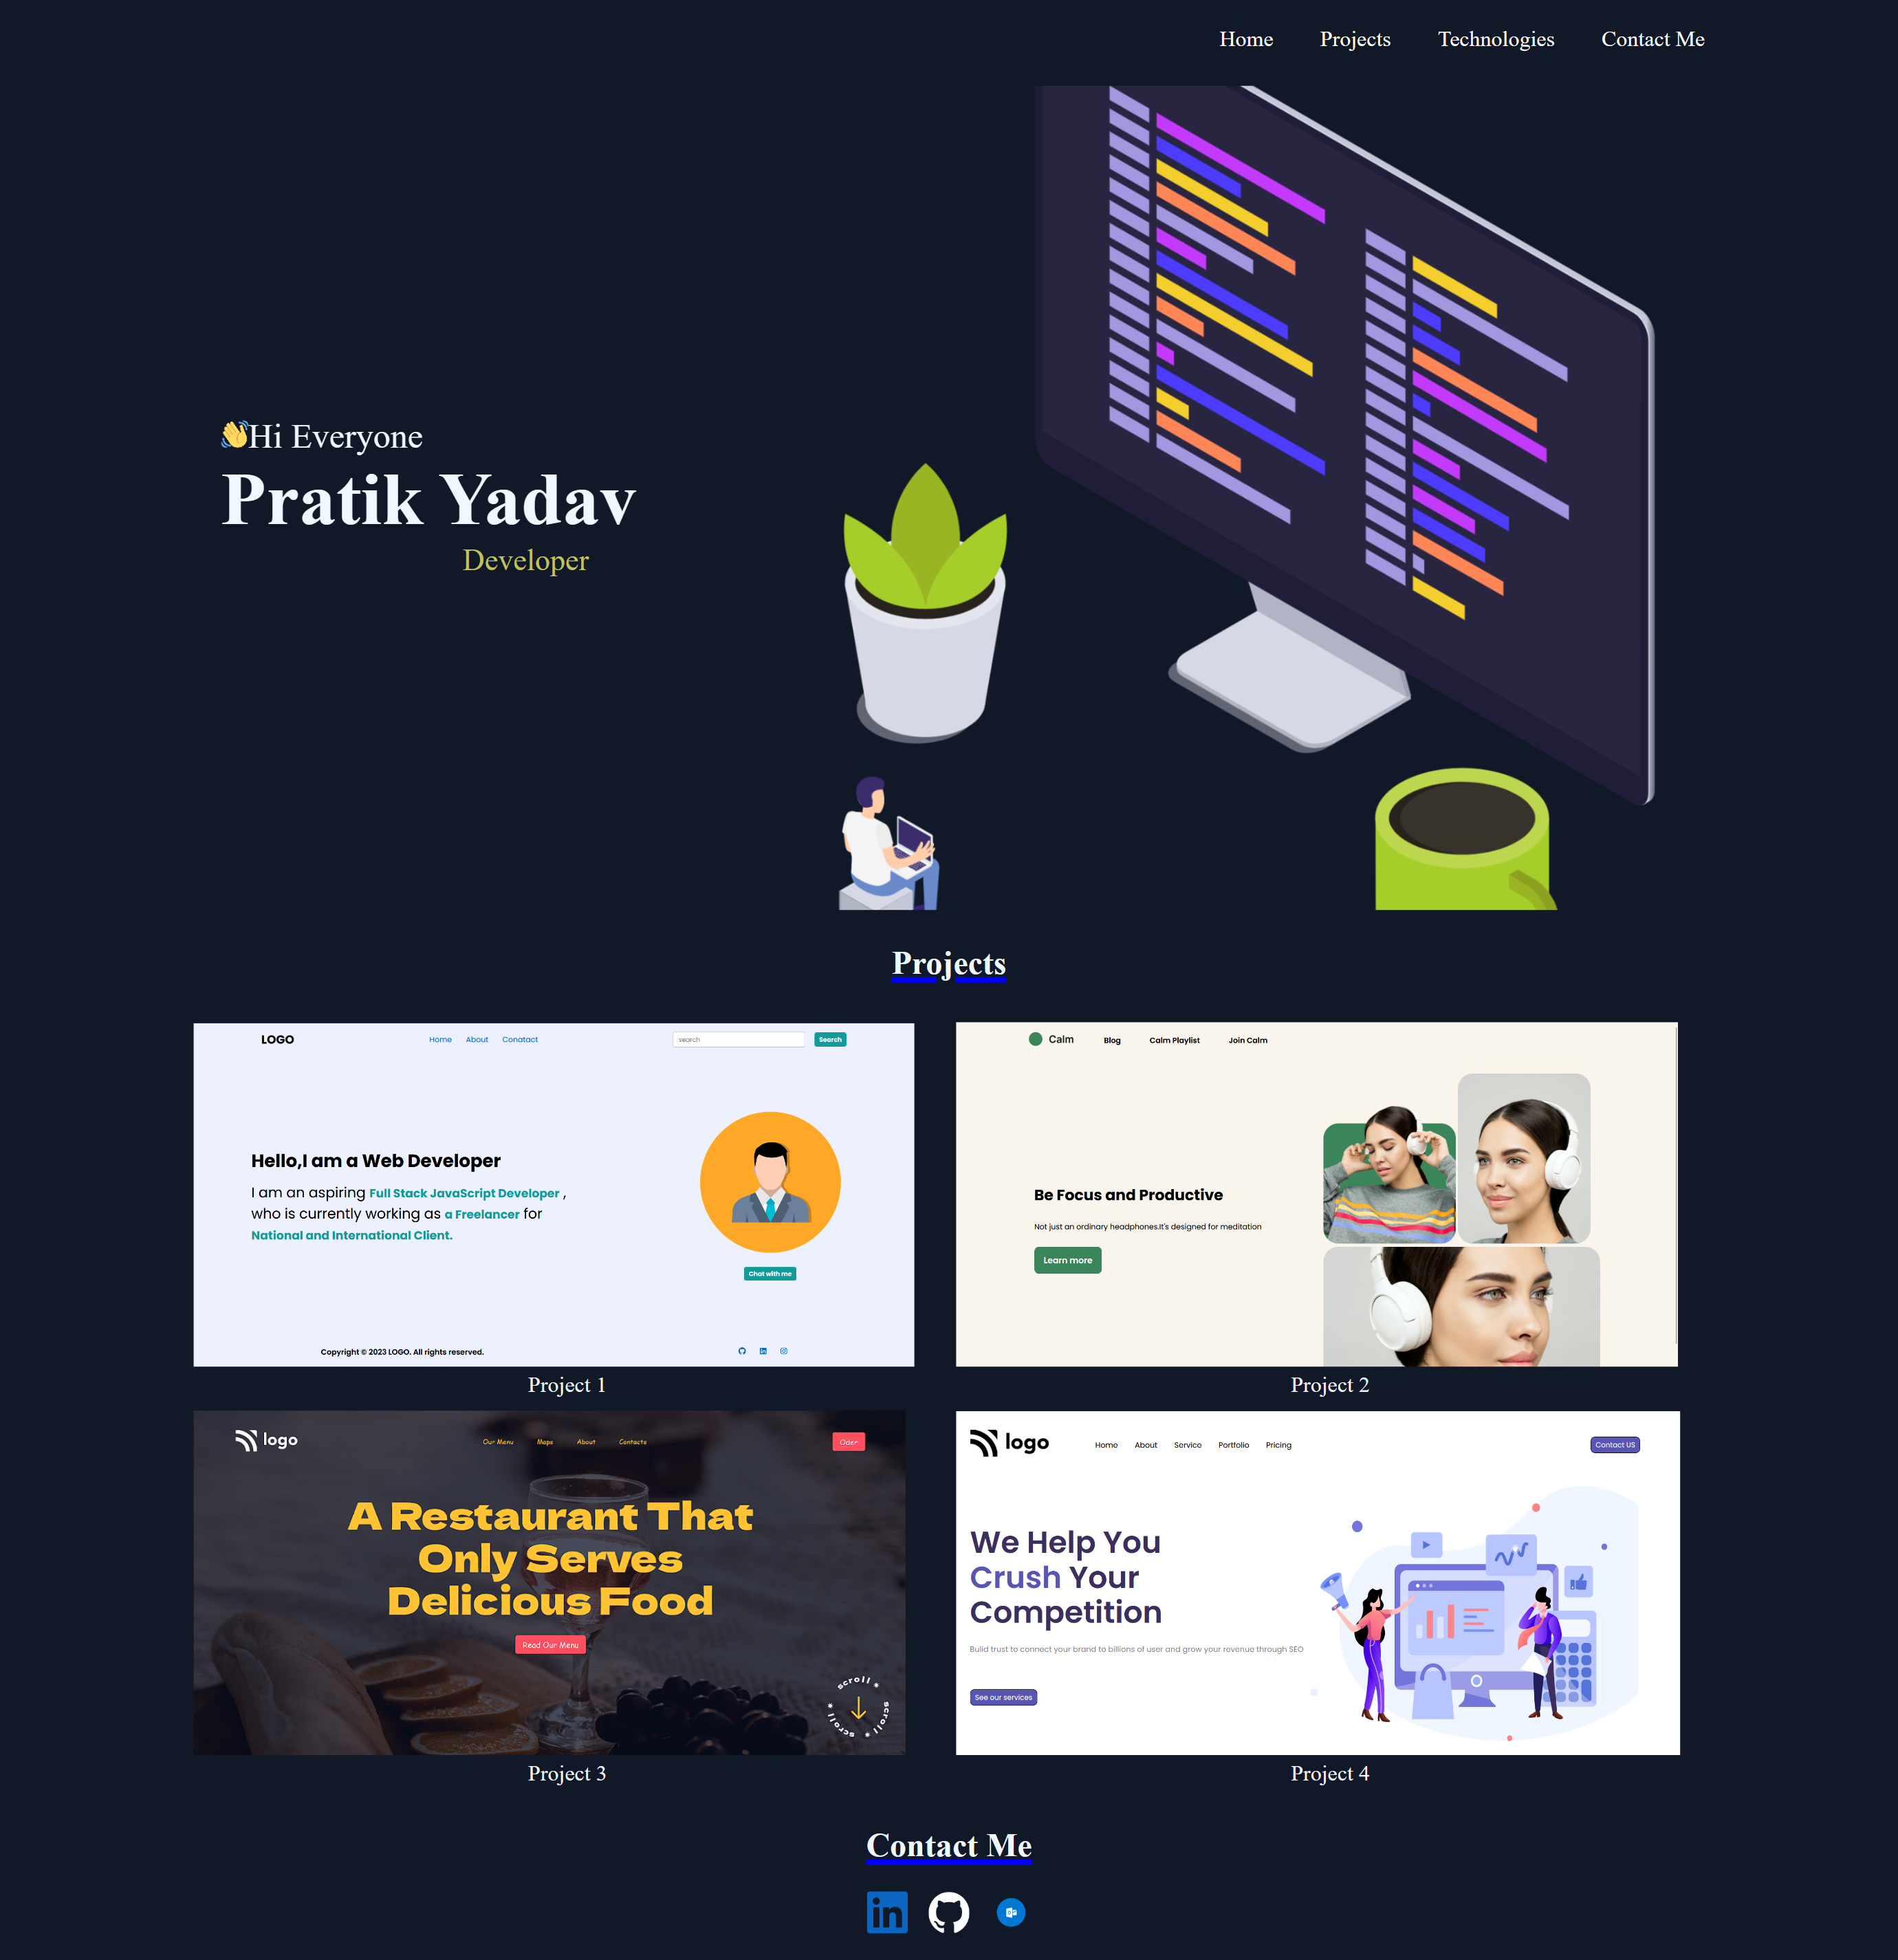 Home Projects Technologies Contact Me
👋Hi Everyone
Pratik Yadav
Developer
Projects
LOGO Home About Conatact search Search
Hello,I am a Web Developer
I am an aspiring Full Stack JavaScript Developer ,
who is currently working as a Freelancer for
National and International Client.
Chat with me
Copyright © 2023 LOGO. All rights reserved.
Project 1
Calm Blog Calm Playlist Join Calm
Be Focus and Productive
Not just an ordinary headphones.It's designed for meditation
Learn more
Project 2
logo Our Menu Maps About Contacts Oder
A Restaurant That
Only Serves
Delicious Food
Read Our Menu
scroll * scroll * scroll *
Project 3
logo Home About Service Portfolio Pricing Contact US
We Help You
Crush Your
Competition
Bulid trust to connect your brand to billions of user and grow your revenue through SEO
See our services
Project 4
Contact Me
in